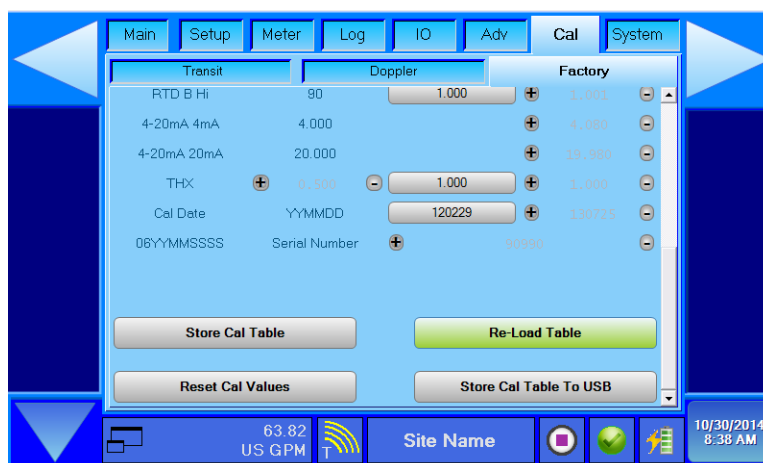 Main Setup Meter Log IO Adv Cal System
Transit Doppler Factory
RTD B Hi 90 1.000 1.001
4-20mA 4mA 4.000 4.080
4-20mA 20mA 20.000 19.980
THX 0.500 1.000 1.000
Cal Date YYMMDD 120229 130725
06YYMMSSSS Serial Number 90990
Store Cal Table Re-Load Table
Reset Cal Values Store Cal Table To USB
63.82
US GPM T Site Name
10/30/2014
8:38 AM